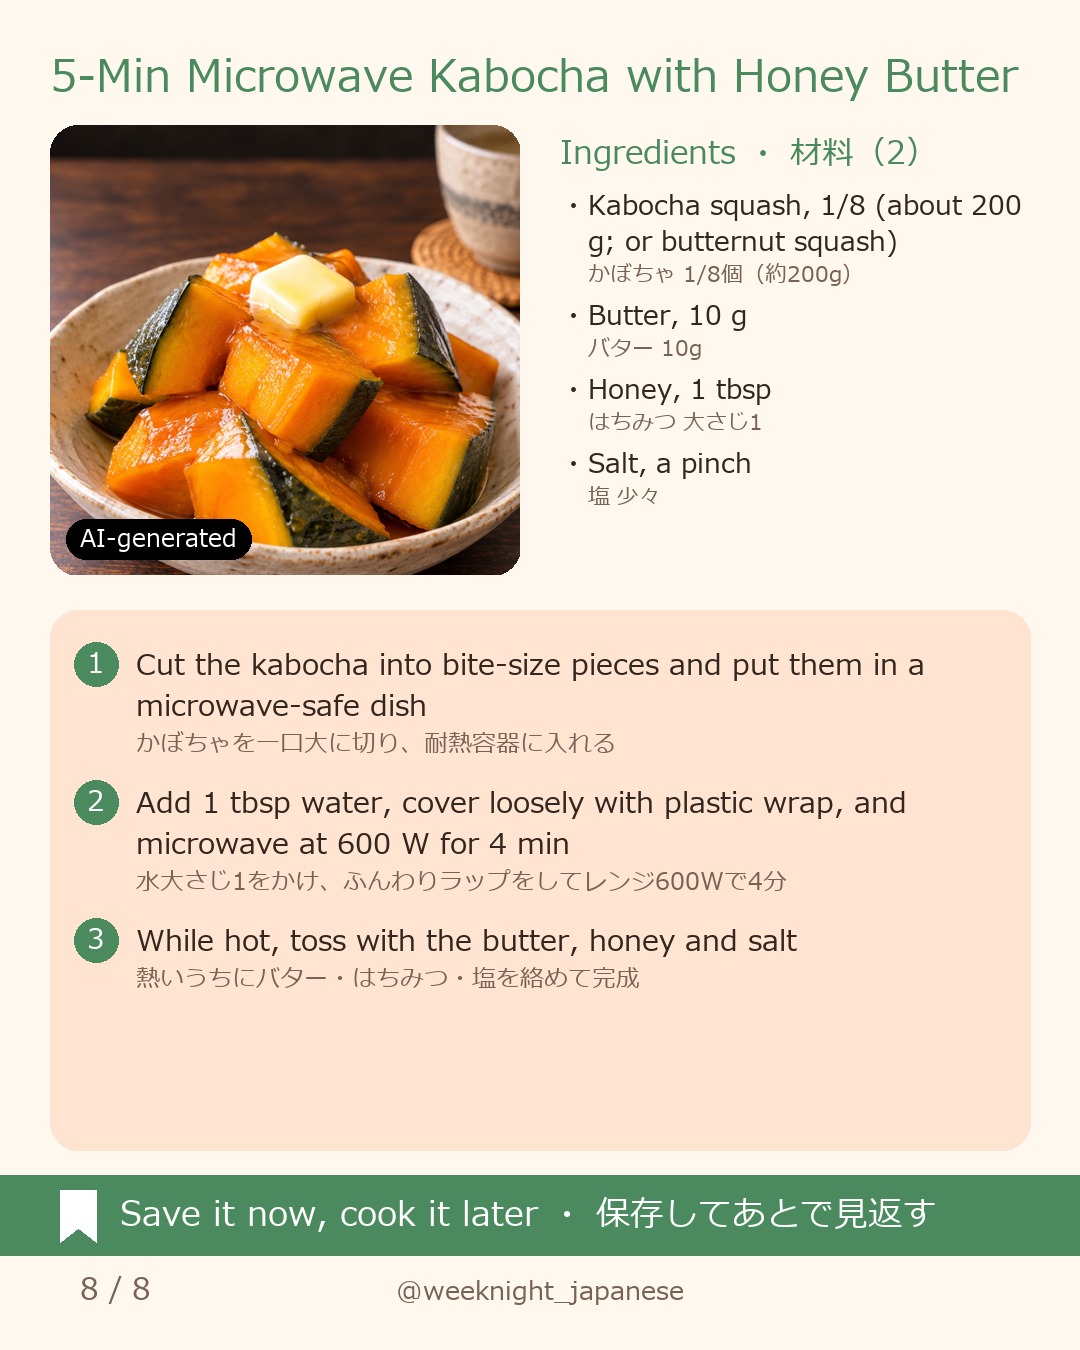 5-Min Microwave Kabocha with Honey Butter
AI-generated
Ingredients ・ 材料（2）
・Kabocha squash, 1/8 (about 200
g; or butternut squash)
かぼちゃ 1/8個（約200g）
・Butter, 10 g
バター 10g
・Honey, 1 tbsp
はちみつ 大さじ1
・Salt, a pinch
塩 少々
1 Cut the kabocha into bite-size pieces and put them in a
microwave-safe dish
かぼちゃを一口大に切り、耐熱容器に入れる
2 Add 1 tbsp water, cover loosely with plastic wrap, and
microwave at 600 W for 4 min
水大さじ1をかけ、ふんわりラップをしてレンジ600Wで4分
3 While hot, toss with the butter, honey and salt
熱いうちにバター・はちみつ・塩を絡めて完成
Save it now, cook it later ・ 保存してあとで見返す
8 / 8
@weeknight_japanese